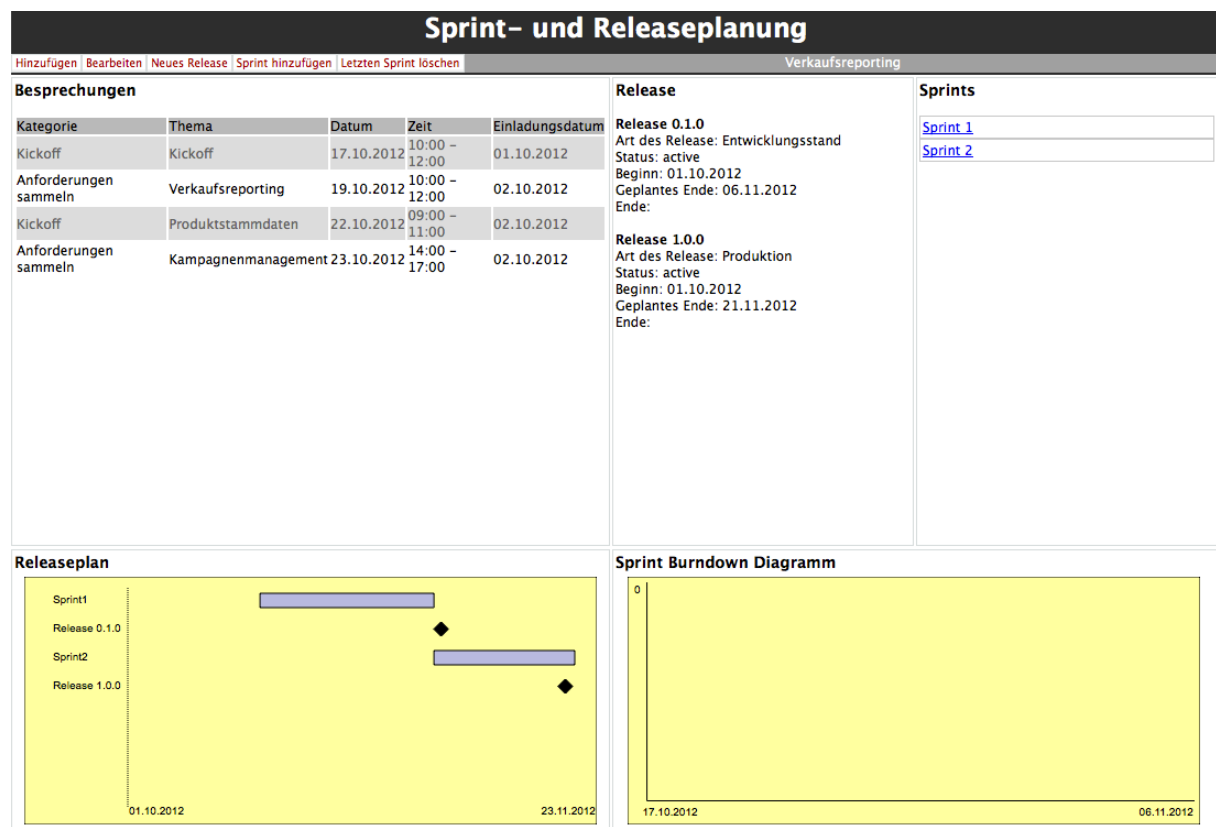 Sprint- und Releaseplanung
Hinzufügen Bearbeiten Neues Release Sprint hinzufügen Letzten Sprint löschen Verkaufsreporting
Besprechungen
Kategorie Thema Datum Zeit Einladungsdatum
Kickoff Kickoff 17.10.2012 10:00 – 12:00 01.10.2012
Anforderungen sammeln Verkaufsreporting 19.10.2012 10:00 – 12:00 02.10.2012
Kickoff Produktstammdaten 22.10.2012 09:00 – 11:00 02.10.2012
Anforderungen sammeln Kampagnenmanagement 23.10.2012 14:00 – 17:00 02.10.2012
Release
Release 0.1.0
Art des Release: Entwicklungsstand
Status: active
Beginn: 01.10.2012
Geplantes Ende: 06.11.2012
Ende:
Release 1.0.0
Art des Release: Produktion
Status: active
Beginn: 01.10.2012
Geplantes Ende: 21.11.2012
Ende:
Sprints
Sprint 1
Sprint 2
Releaseplan
Sprint1
Release 0.1.0
Sprint2
Release 1.0.0
01.10.2012 23.11.2012
Sprint Burndown Diagramm
0
17.10.2012 06.11.2012